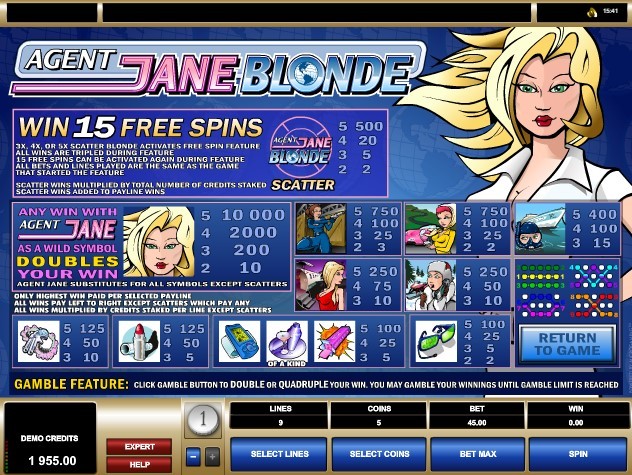 15:41
AGENT JANE BLONDE
WIN 15 FREE SPINS
3X, 4X, OR 5X SCATTER BLONDE ACTIVATES FREE SPIN FEATURE
ALL WINS ARE TRIPLED DURING FEATURE
15 FREE SPINS CAN BE ACTIVATED AGAIN DURING FEATURE
ALL BETS AND LINES PLAYED ARE THE SAME AS THE GAME
THAT STARTED THE FEATURE
SCATTER WINS MULTIPLIED BY TOTAL NUMBER OF CREDITS STAKED
SCATTER WINS ADDED TO PAYLINE WINS
AGENT JANE
BLONDE
SCATTER
5 500
4 20
3 5
2 2
ANY WIN WITH
AGENT JANE
AS A WILD SYMBOL
DOUBLES
YOUR WIN
5 10 000
4 2000
3 200
2 10
AGENT JANE SUBSTITUTES FOR ALL SYMBOLS EXCEPT SCATTERS
5 750
4 100
3 25
2 3
5 750
4 100
3 25
2 2
5 400
4 100
3 15
ONLY HIGHEST WIN PAID PER SELECTED PAYLINE
ALL WINS PAY LEFT TO RIGHT EXCEPT SCATTERS WHICH PAY ANY
ALL WINS MULTIPLIED BY CREDITS STAKED PER LINE EXCEPT SCATTERS
5 250
4 75
3 10
5 250
4 50
3 10
5 125
4 50
3 10
5 125
4 50
3 5
OF A KIND
5 100
4 25
3 5
5 100
4 25
3 5
2 2
RETURN
TO GAME
GAMBLE FEATURE: CLICK GAMBLE BUTTON TO DOUBLE OR QUADRUPLE YOUR WIN. YOU MAY GAMBLE YOUR WINNINGS UNTIL GAMBLE LIMIT IS REACHED
DEMO CREDITS
1 955.00
EXPERT
HELP
1
- +
LINES
9
COINS
5
BET
45.00
WIN
0.00
SELECT LINES
SELECT COINS
BET MAX
SPIN